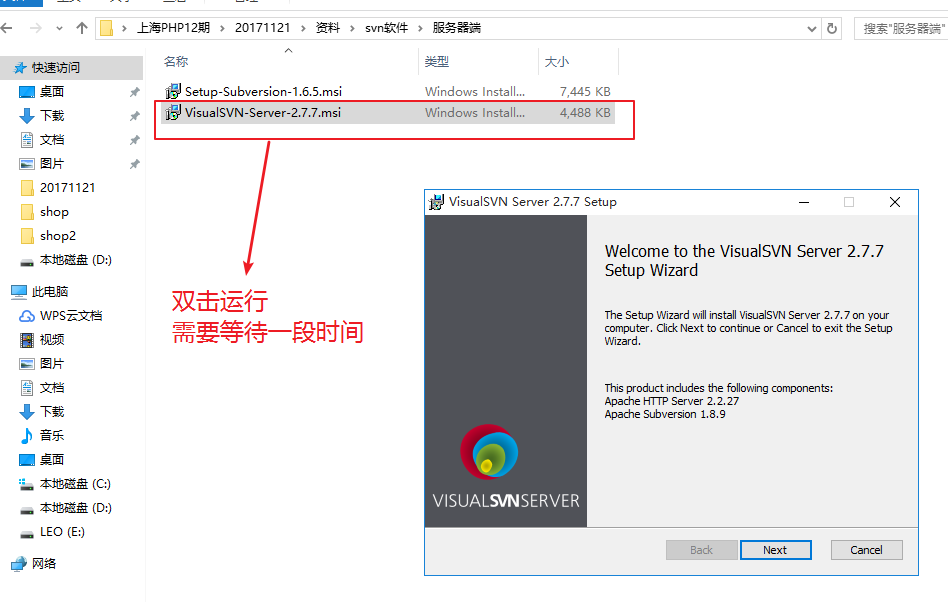 上海PHP12期 › 20171121 › 资料 › svn软件 › 服务器端
搜索"服务器端"
名称 类型 大小
Setup-Subversion-1.6.5.msi Windows Install... 7,445 KB
VisualSVN-Server-2.7.7.msi Windows Install... 4,488 KB
快速访问
桌面
下载
文档
图片
20171121
shop
shop2
本地磁盘 (D:)
此电脑
WPS云文档
视频
图片
文档
下载
音乐
桌面
本地磁盘 (C:)
本地磁盘 (D:)
LEO (E:)
网络
双击运行
需要等待一段时间
VisualSVN Server 2.7.7 Setup
Welcome to the VisualSVN Server 2.7.7
Setup Wizard
The Setup Wizard will install VisualSVN Server 2.7.7 on your
computer. Click Next to continue or Cancel to exit the Setup
Wizard.
This product includes the following components:
Apache HTTP Server 2.2.27
Apache Subversion 1.8.9
VISUALSVNSERVER
Back Next Cancel